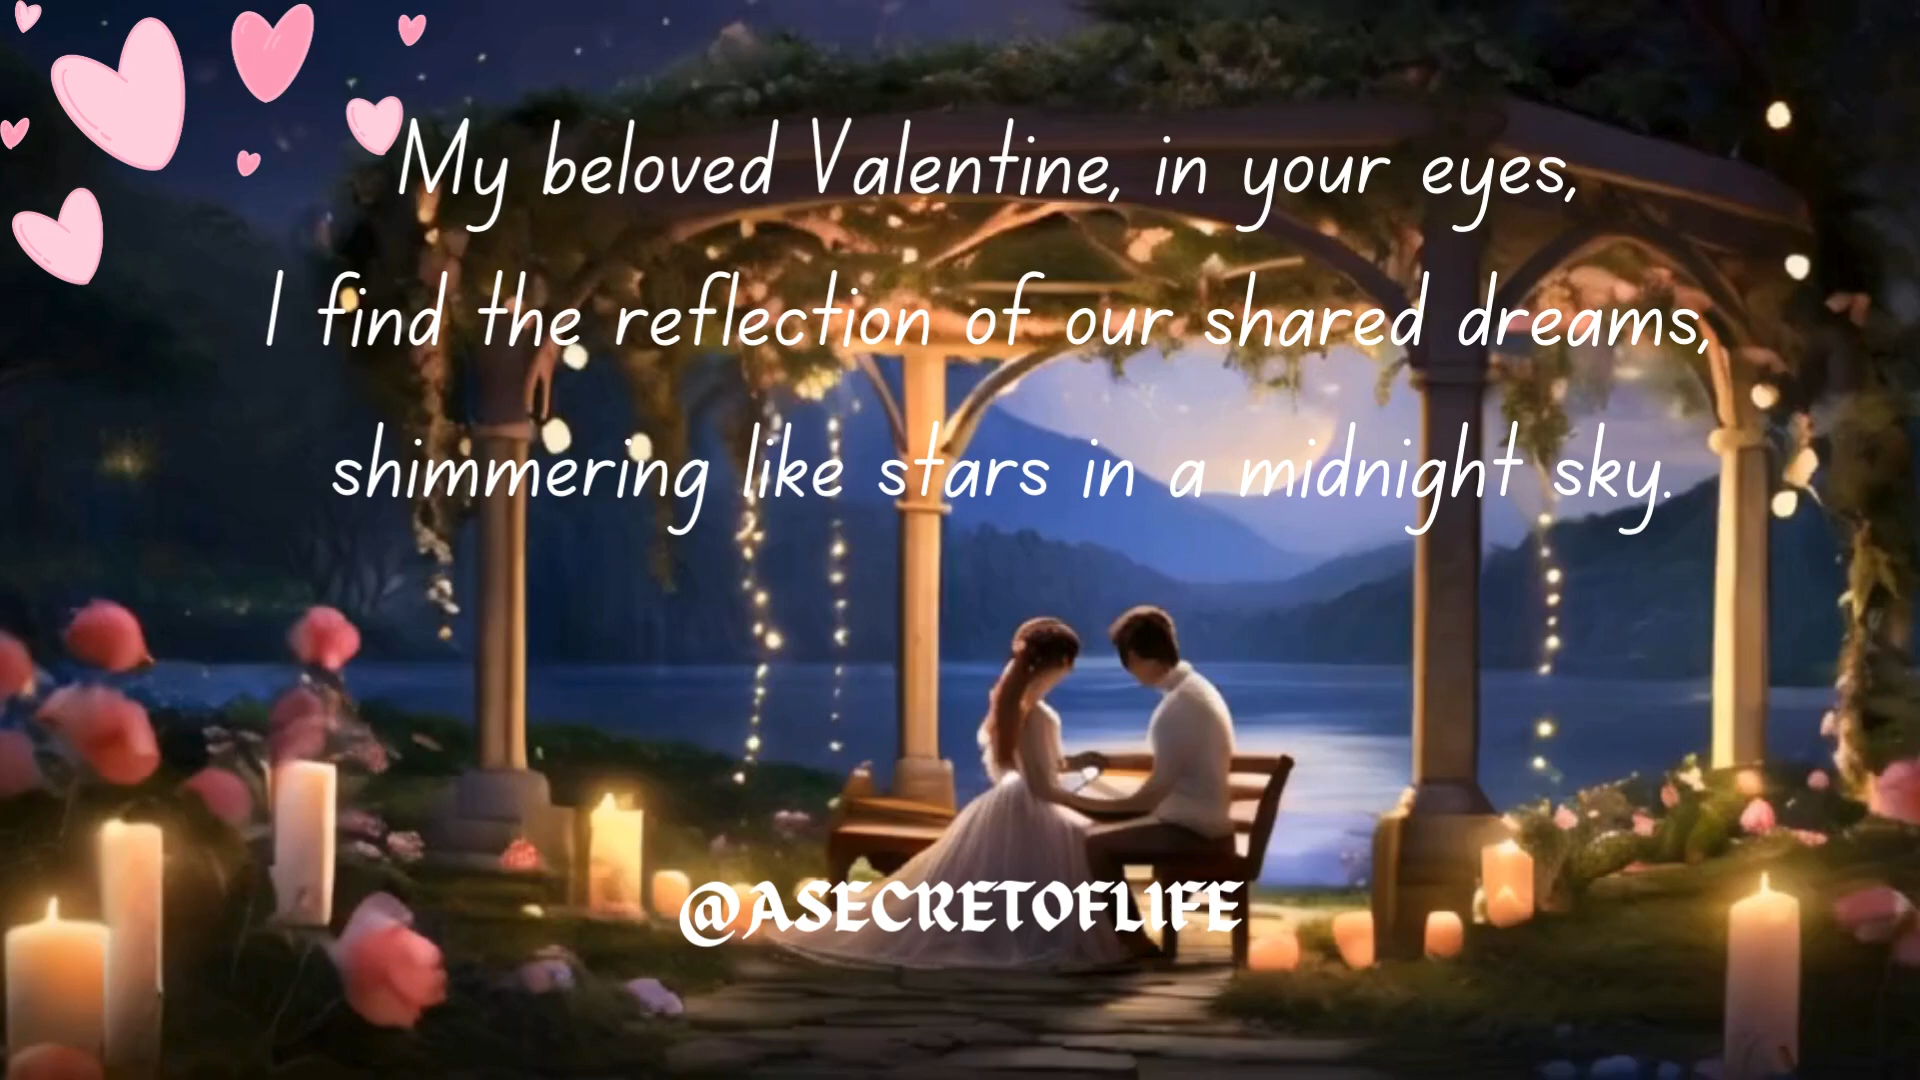 My beloved Valentine, in your eyes,
I find the reflection of our shared dreams,
shimmering like stars in a midnight sky.
@ASECRETOFLIFE